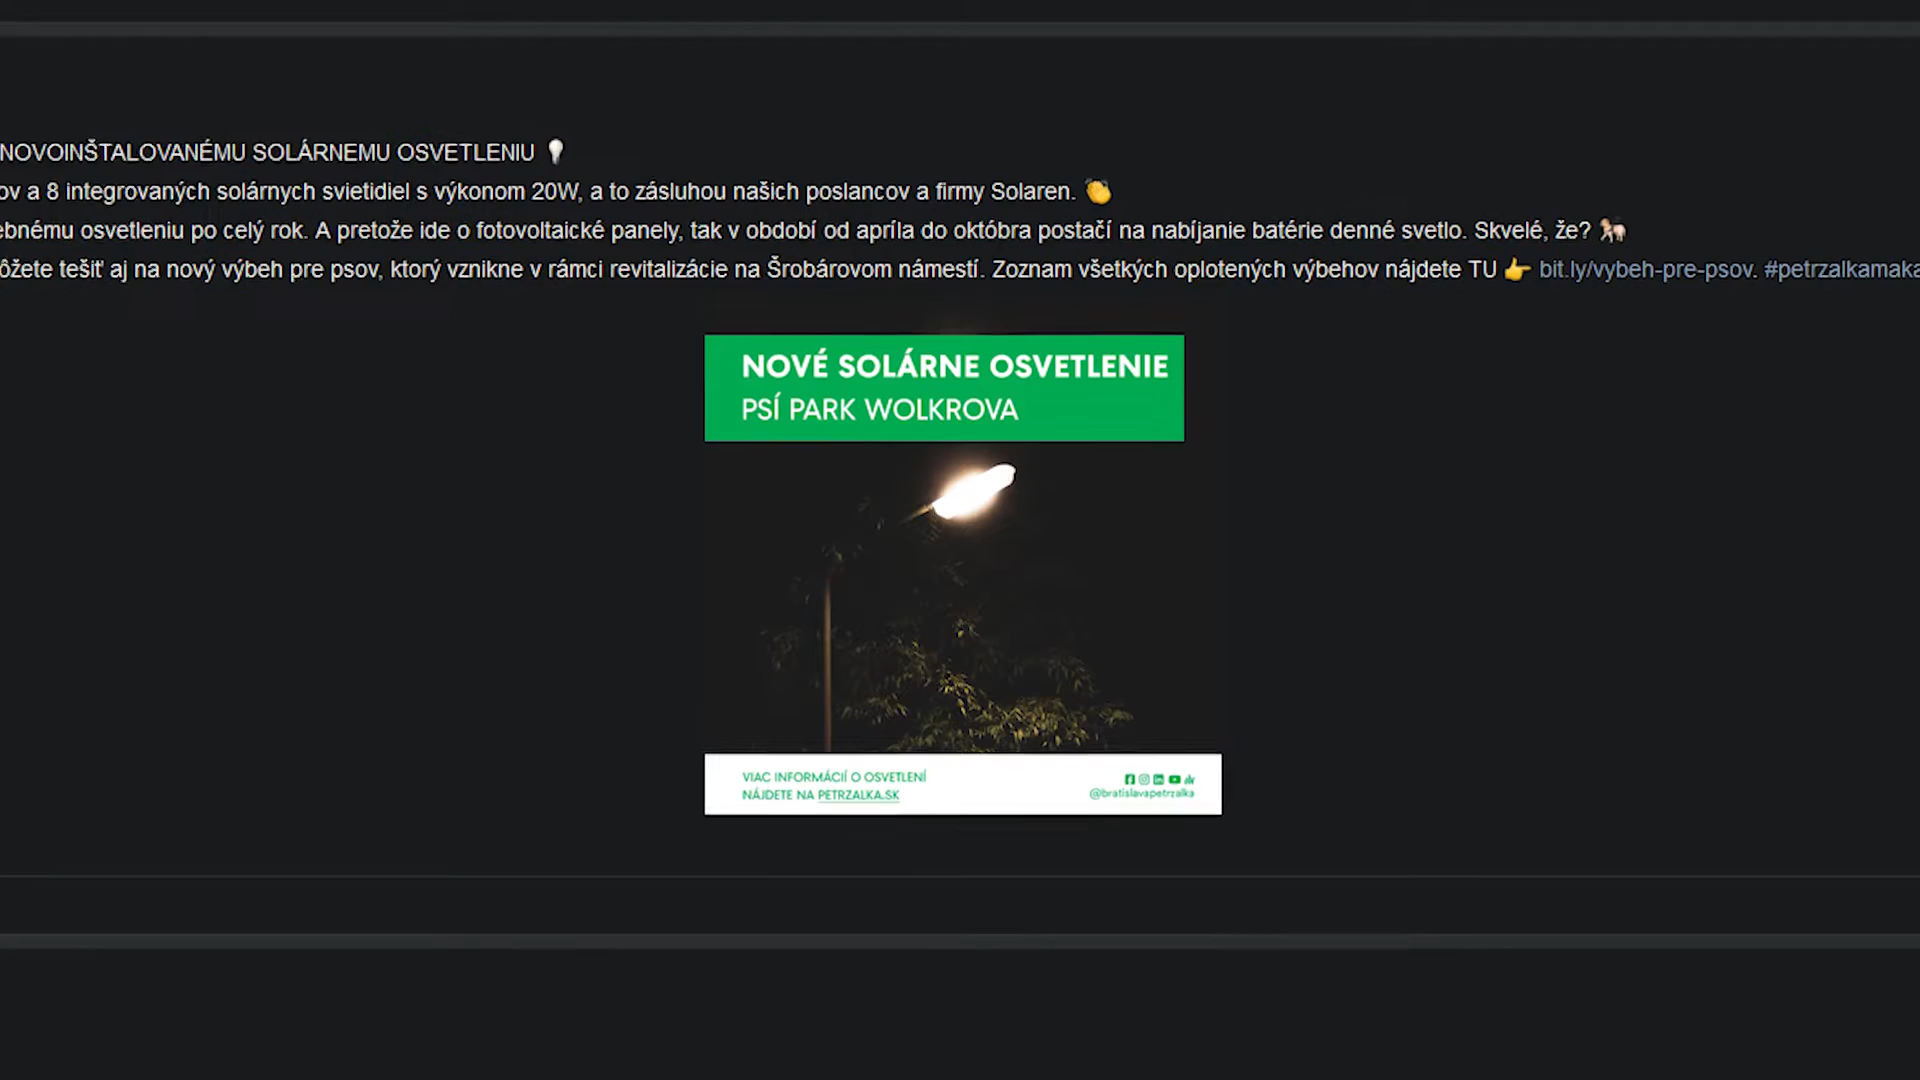 NOVOINŠTALOVANÉMU SOLÁRNEMU OSVETLENIU
ov a 8 integrovaných solárnych svietidiel s výkonom 20W, a to zásluhou našich poslancov a firmy Solaren.
ebnému osvetleniu po celý rok. A pretože ide o fotovoltaické panely, tak v období od apríla do októbra postačí na nabíjanie batérie denné svetlo. Skvelé, že?
ôžete tešiť aj na nový výbeh pre psov, ktorý vznikne v rámci revitalizácie na Šrobárovom námestí. Zoznam všetkých oplotených výbehov nájdete TU bit.ly/vybeh-pre-psov. #petrzalkamaka
NOVÉ SOLÁRNE OSVETLENIE
PSÍ PARK WOLKROVA
VIAC INFORMÁCIÍ O OSVETLENÍ
NÁJDETE NA PETRZALKA.SK
@bratislavapetrzalka